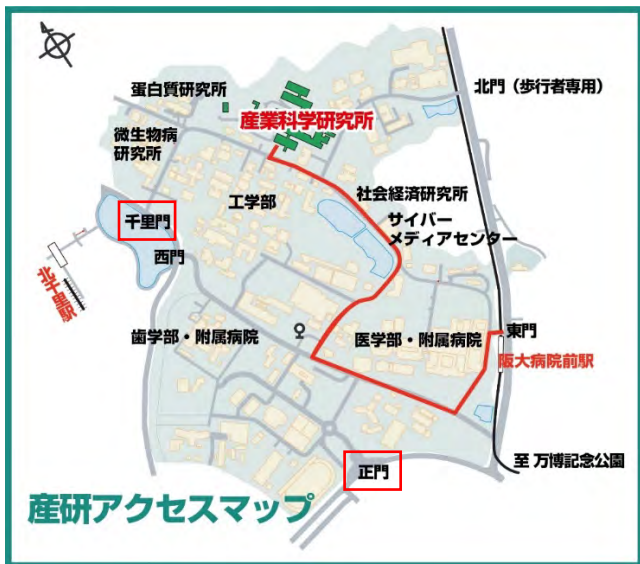 北門（歩行者専用）
蛋白質研究所
産業科学研究所
微生物病
研究所
社会経済研究所
工学部
千里門
サイバー
メディアセンター
西門
北千里駅
歯学部・附属病院
医学部・附属病院
東門
阪大病院前駅
至 万博記念公園
正門
産研アクセスマップ